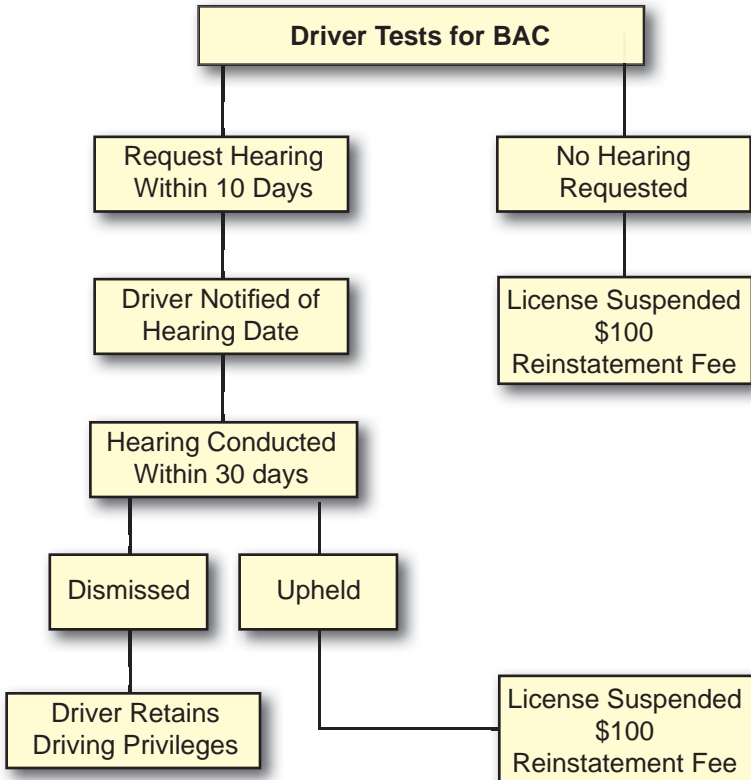 Driver Tests for BAC
Request Hearing
Within 10 Days
No Hearing
Requested
Driver Notified of
Hearing Date
License Suspended
$100
Reinstatement Fee
Hearing Conducted
Within 30 days
Dismissed
Upheld
Driver Retains
Driving Privileges
License Suspended
$100
Reinstatement Fee